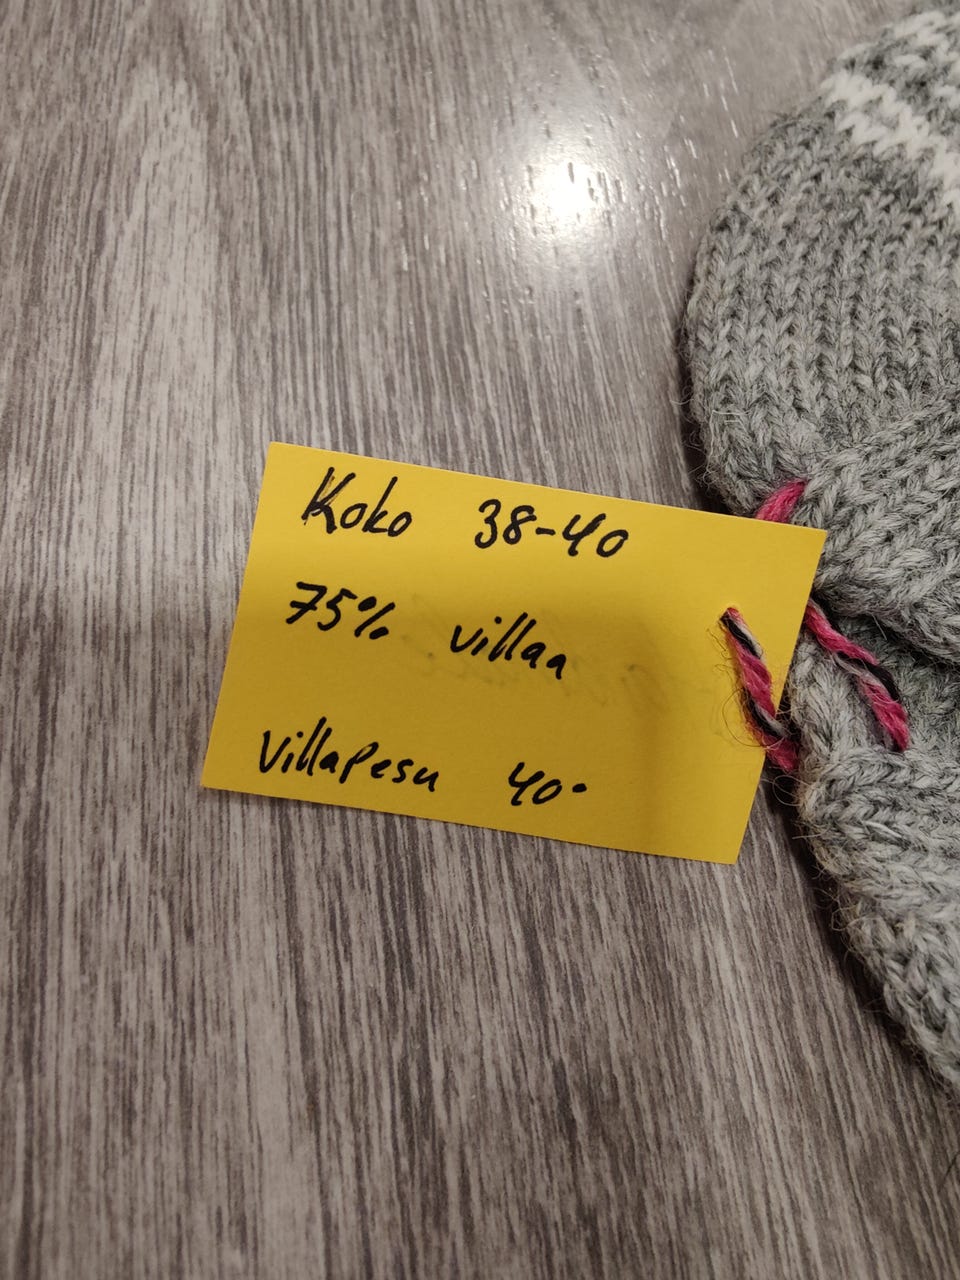 Koko 38-40
75% villaa
Villapesu 40°